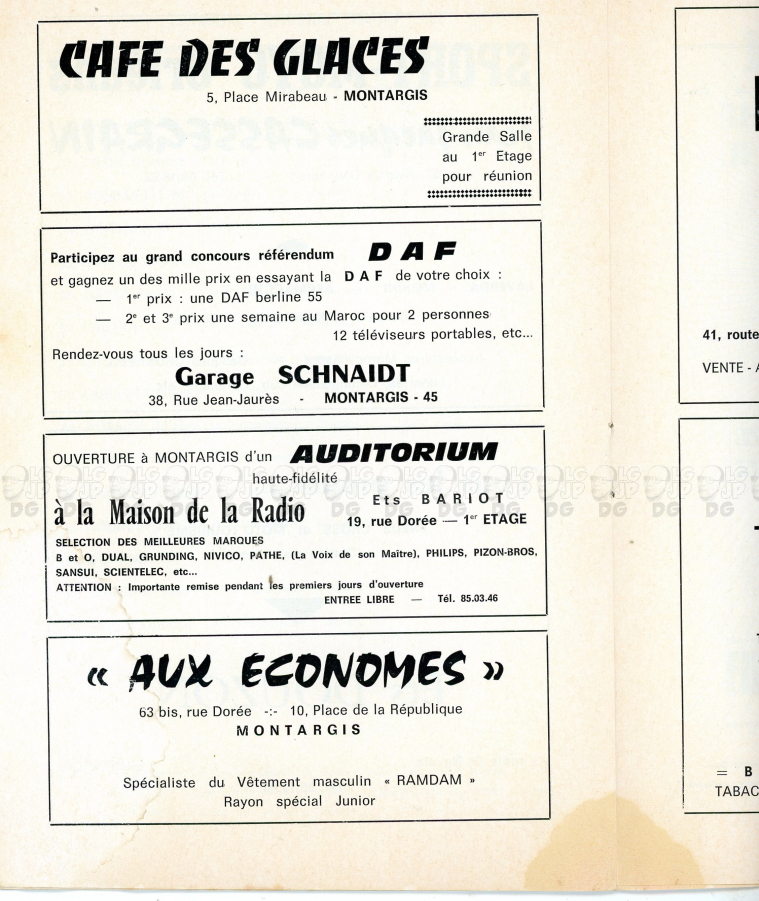 CAFE DES GLACES
5, Place Mirabeau - MONTARGIS
Grande Salle
au 1er Etage
pour réunion
Participez au grand concours référendum DAF
et gagnez un des mille prix en essayant la DAF de votre choix :
— 1er prix : une DAF berline 55
— 2e et 3e prix une semaine au Maroc pour 2 personnes
12 téléviseurs portables, etc...
Rendez-vous tous les jours :
Garage SCHNAIDT
38, Rue Jean-Jaurès - MONTARGIS - 45
OUVERTURE à MONTARGIS d'un AUDITORIUM
haute-fidélité
à la Maison de la Radio
Ets BARIOT
19, rue Dorée — 1er ETAGE
SELECTION DES MEILLEURES MARQUES
B et O, DUAL, GRUNDING, NIVICO, PATHE, (La Voix de son Maître), PHILIPS, PIZON-BROS,
SANSUI, SCIENTELEC, etc...
ATTENTION : Importante remise pendant les premiers jours d'ouverture
ENTREE LIBRE — Tél. 85.03.46
« AUX ECONOMES »
63 bis, rue Dorée -:- 10, Place de la République
MONTARGIS
Spécialiste du Vêtement masculin « RAMDAM »
Rayon spécial Junior
41, route
VENTE - A
= B
TABAC